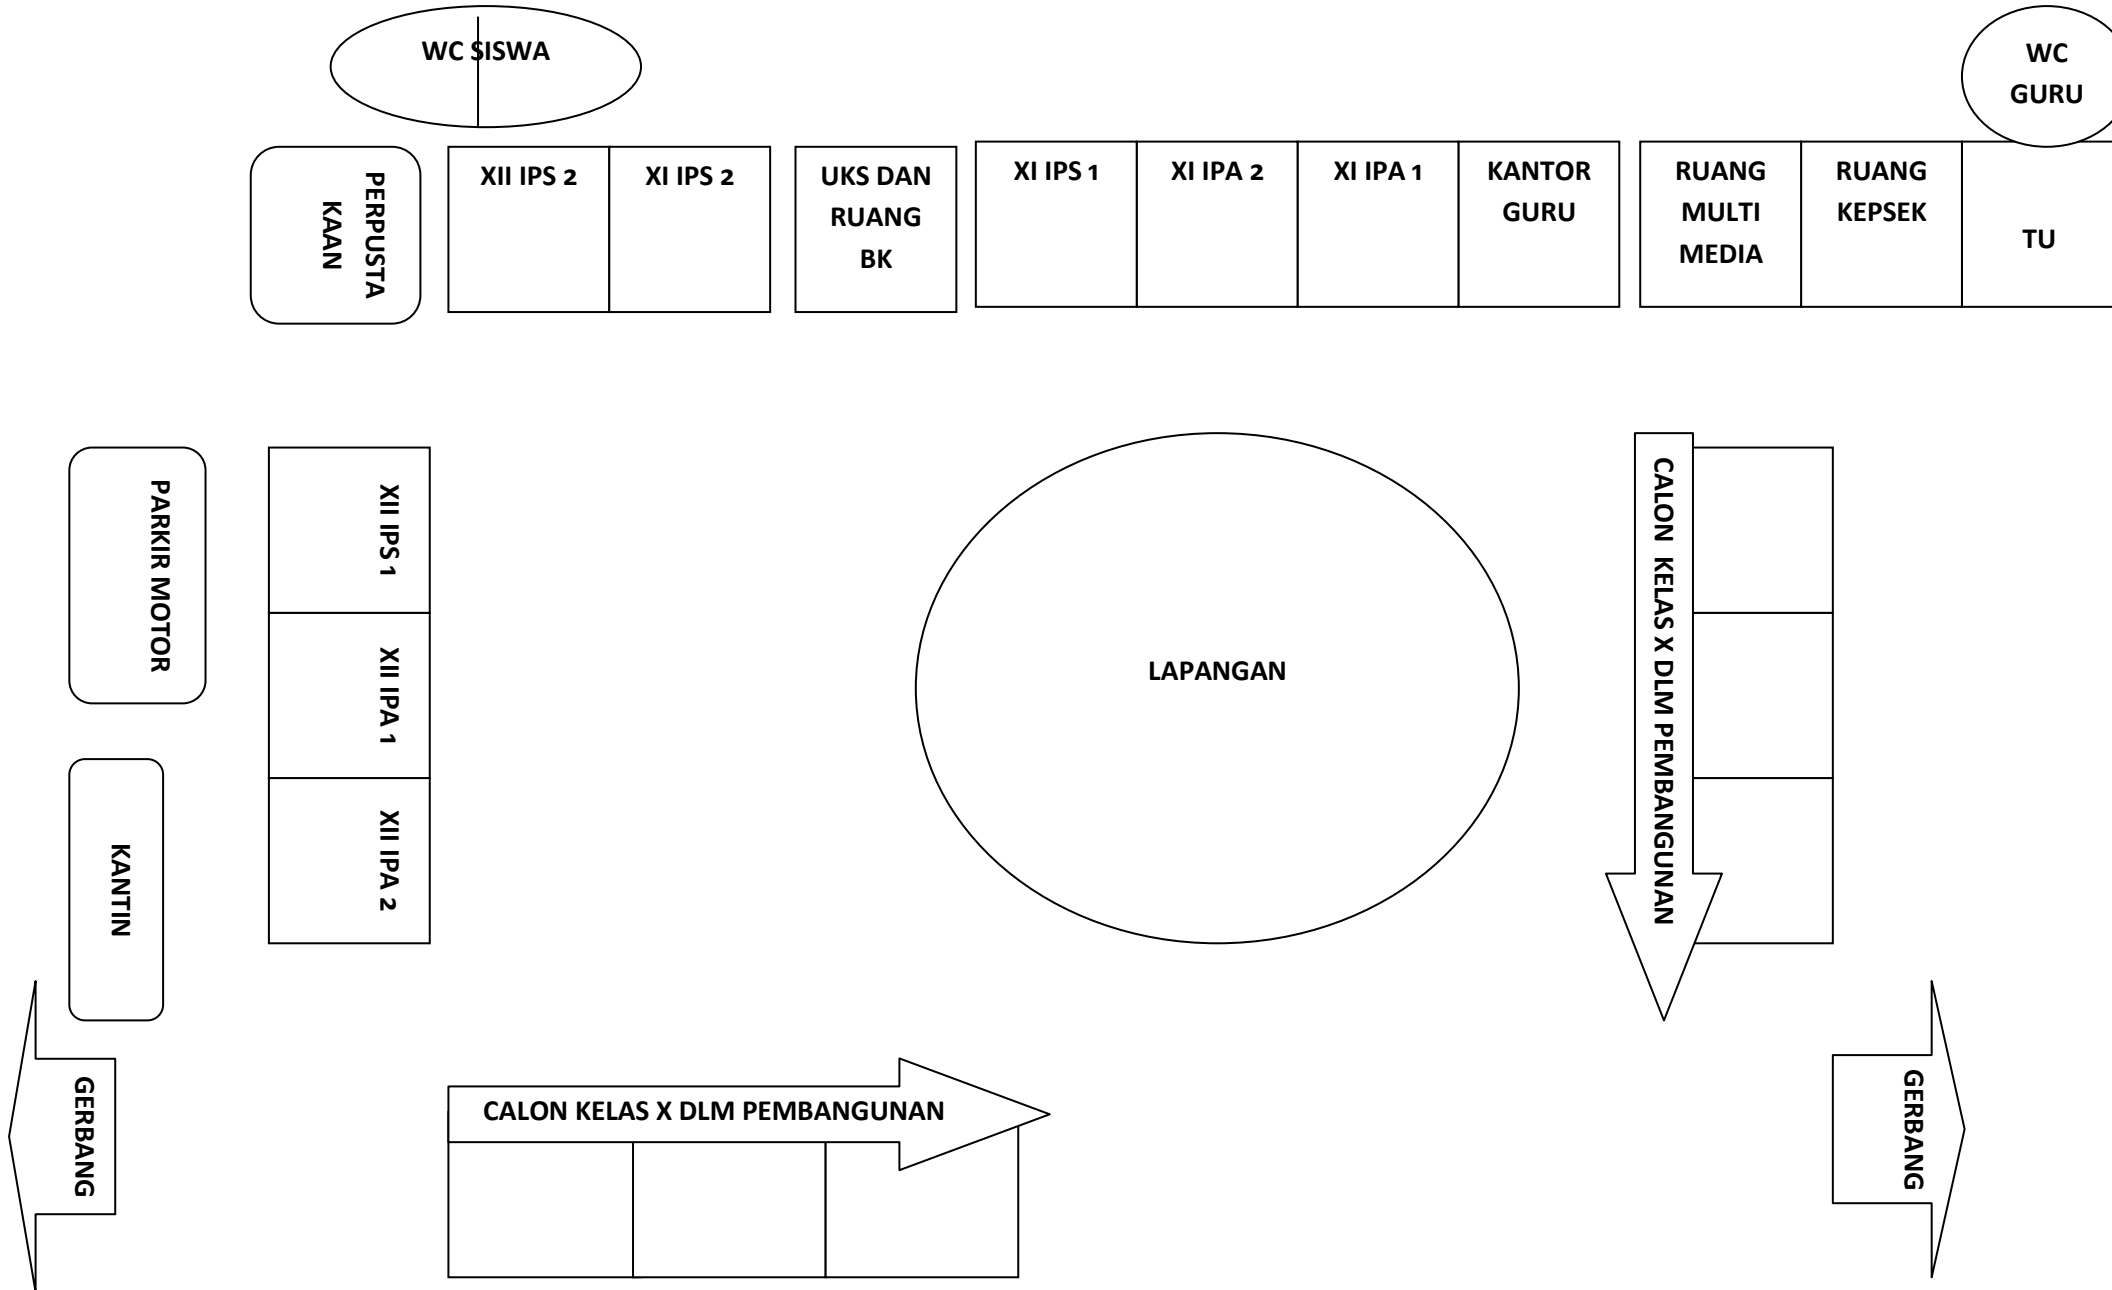 WC SISWA
WC
GURU
PERPUSTA
KAAN
XII IPS 2
XI IPS 2
UKS DAN
RUANG
BK
XI IPS 1
XI IPA 2
XI IPA 1
KANTOR
GURU
RUANG
MULTI
MEDIA
RUANG
KEPSEK
TU
PARKIR MOTOR
XII IPS 1
XII IPA 1
XII IPA 2
LAPANGAN
CALON KELAS X DLM PEMBANGUNAN
KANTIN
GERBANG
CALON KELAS X DLM PEMBANGUNAN
GERBANG